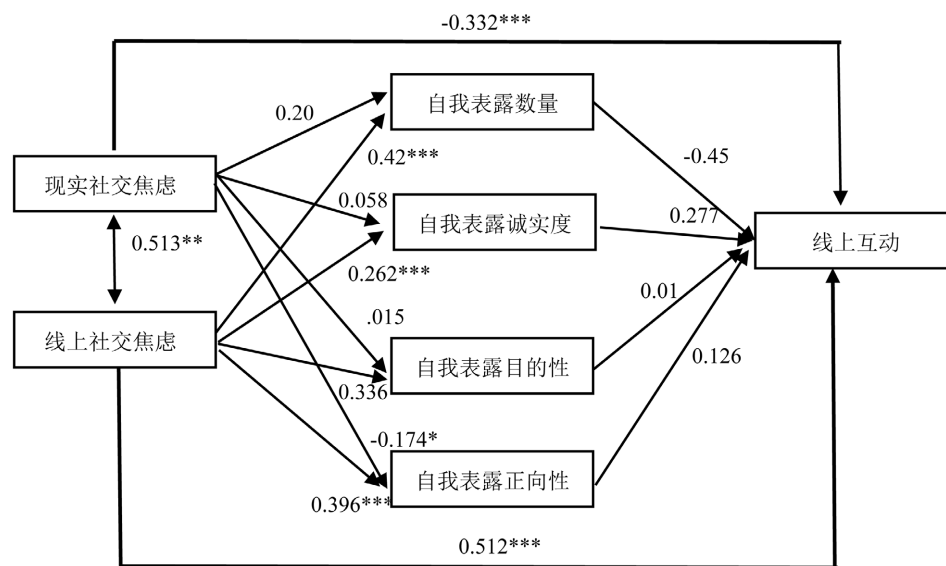 -0.332***
自我表露数量
0.20
0.42***
-0.45
现实社交焦虑
0.058
自我表露诚实度
0.277
线上互动
0.513**
0.262***
0.01
.015
线上社交焦虑
自我表露目的性
0.126
0.336
-0.174*
自我表露正向性
0.396***
0.512***